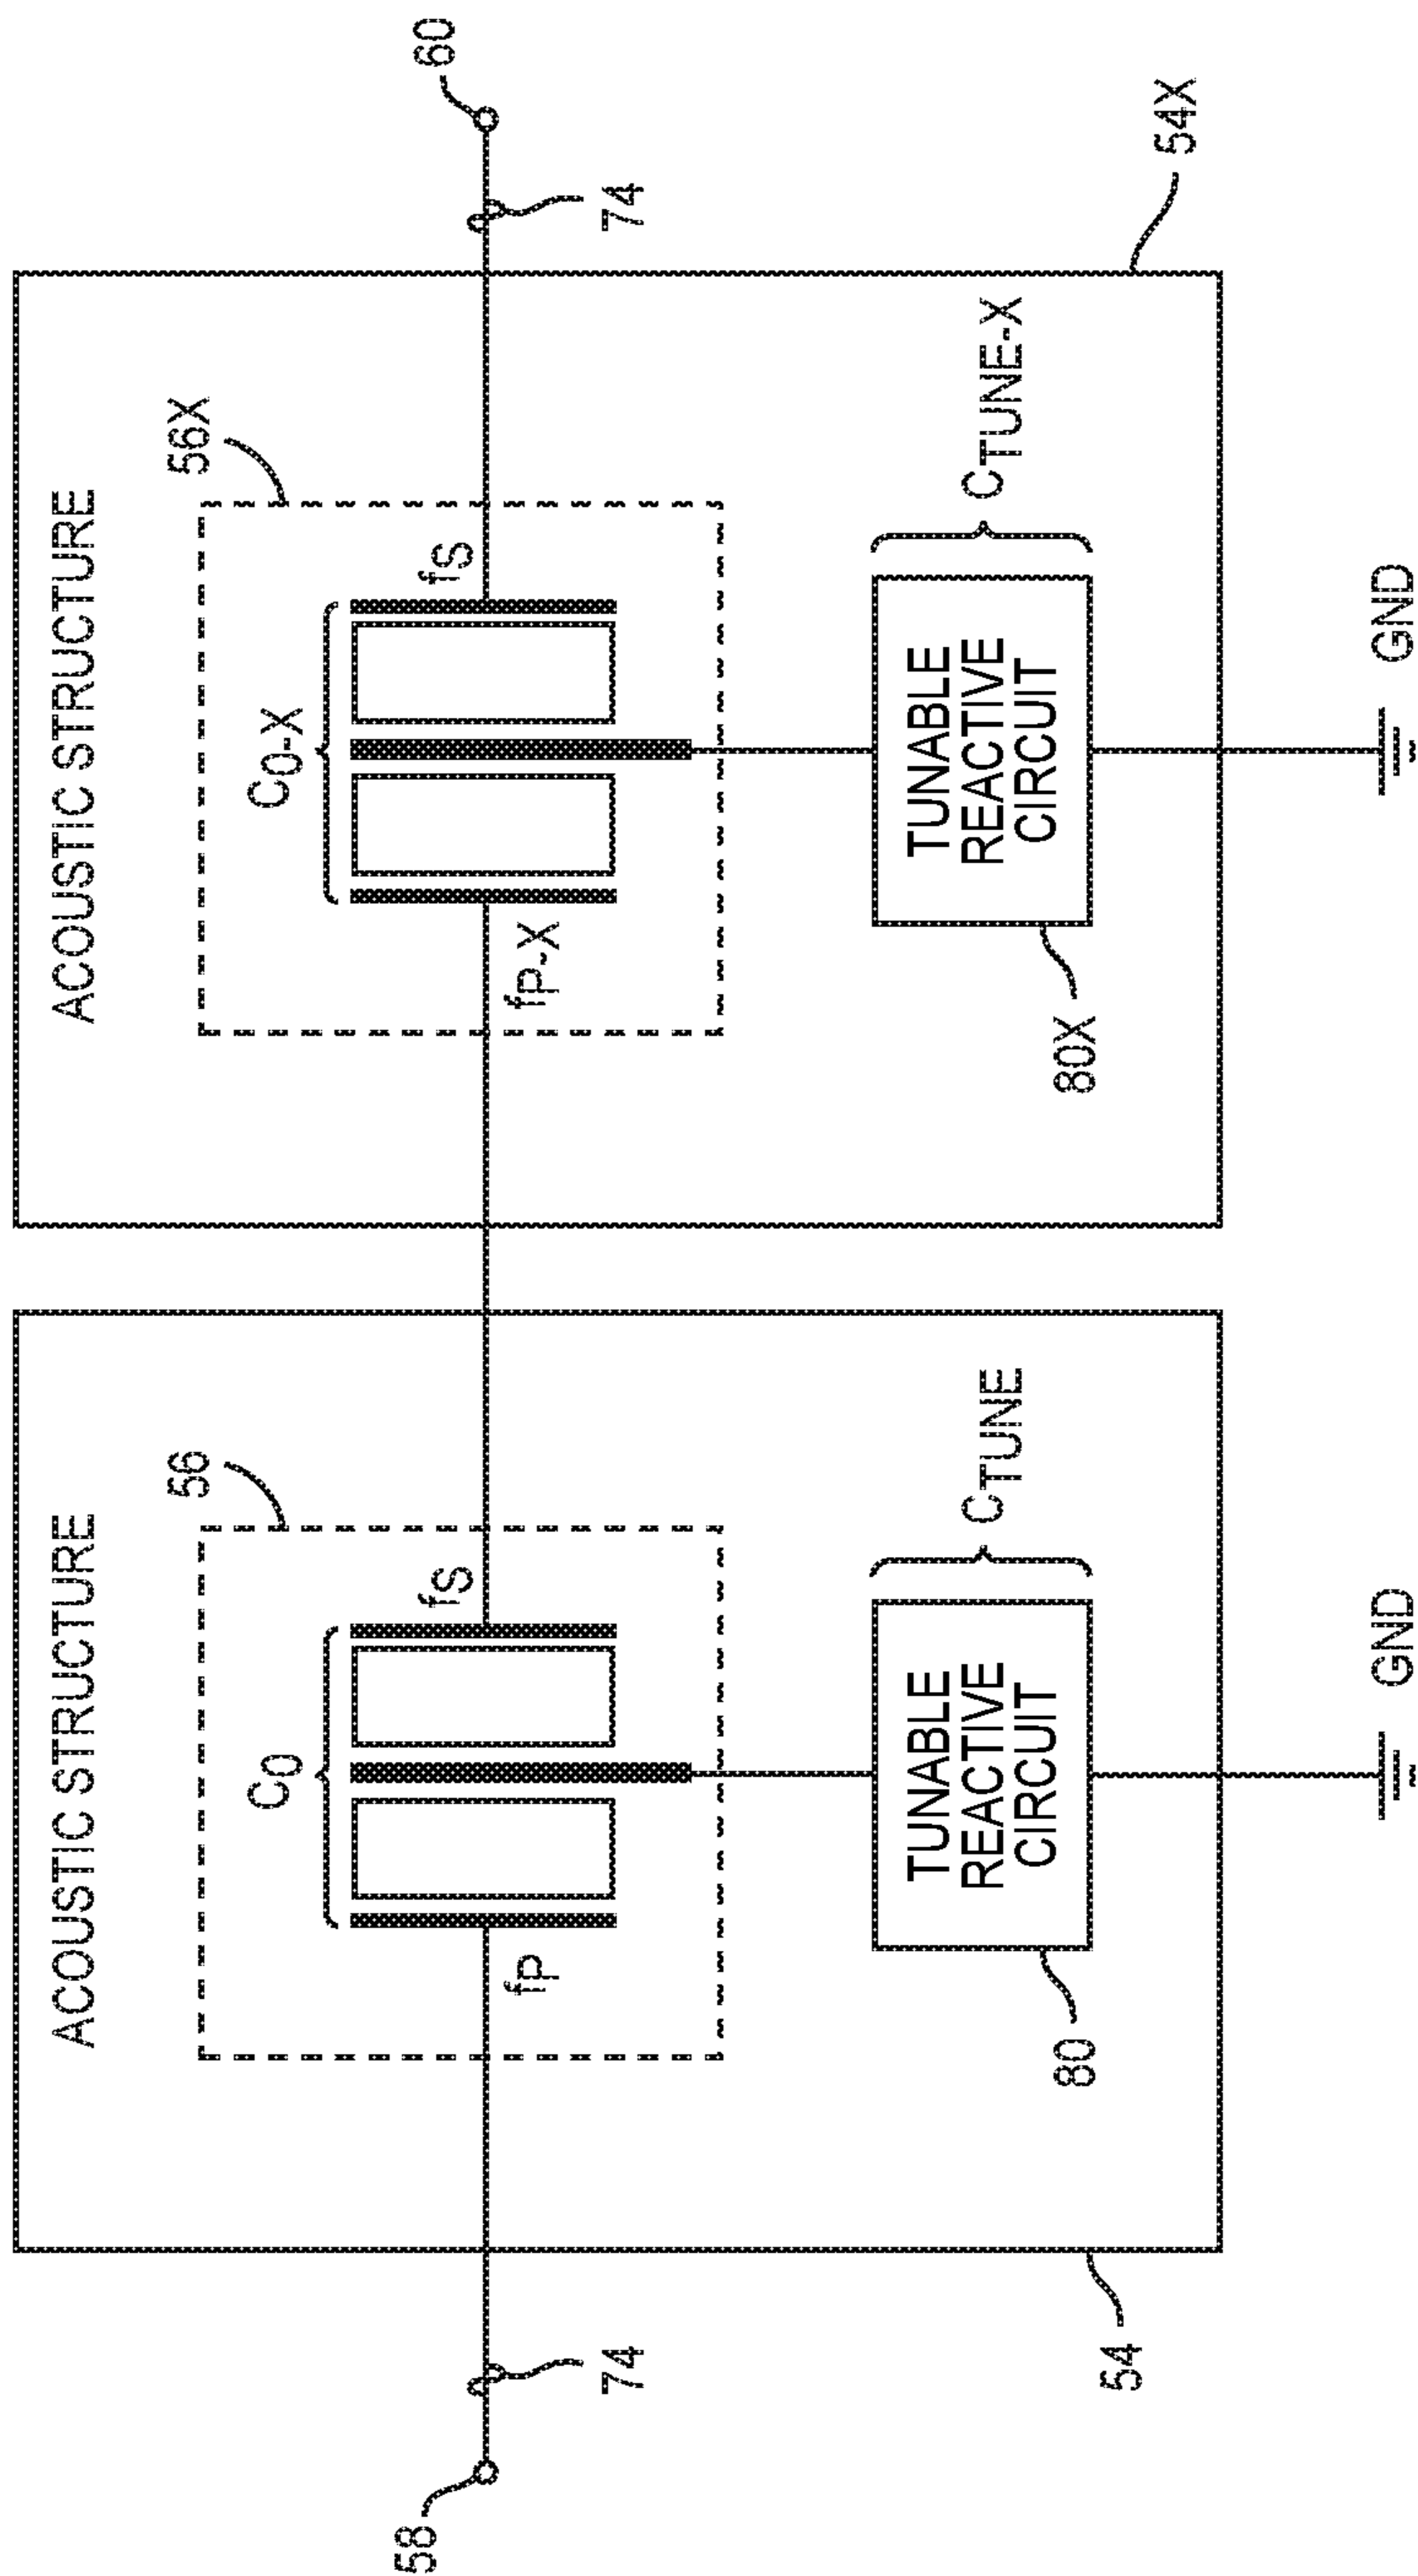 ACOUSTIC STRUCTURE
56
C0
fP
fS
TUNABLE
REACTIVE
CIRCUIT
CTUNE
80
GND
58
74
54
ACOUSTIC STRUCTURE
56X
C0-X
fP-X
fS
TUNABLE
REACTIVE
CIRCUIT
CTUNE-X
80X
GND
60
74
54X